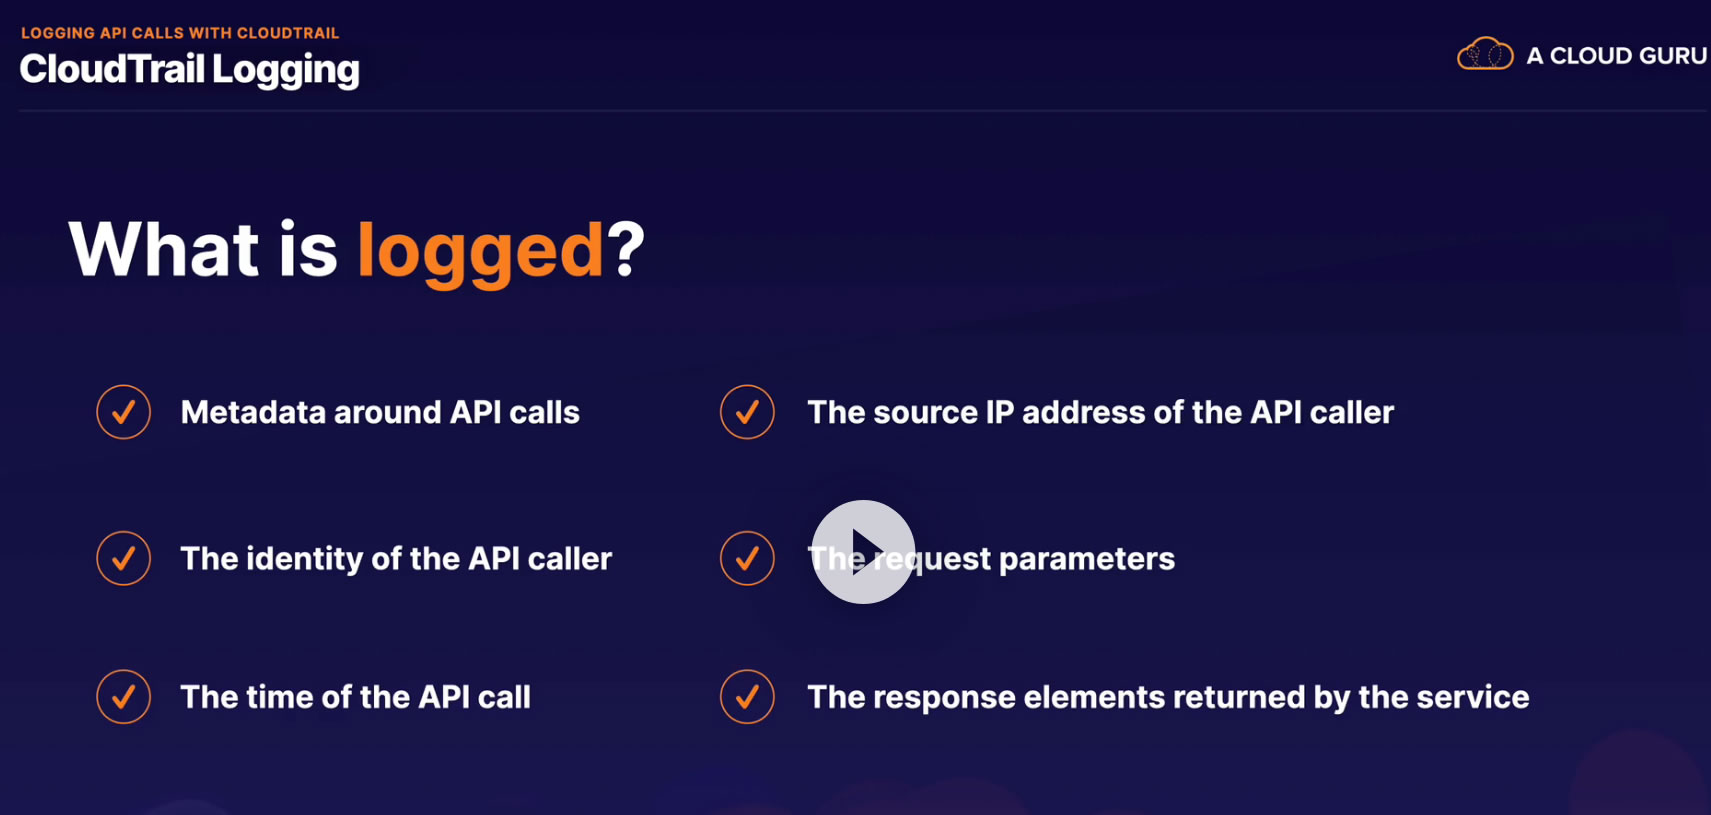 LOGGING API CALLS WITH CLOUDTRAIL
CloudTrail Logging
A CLOUD GURU
What is logged?
Metadata around API calls
The source IP address of the API caller
The identity of the API caller
The request parameters
The time of the API call
The response elements returned by the service